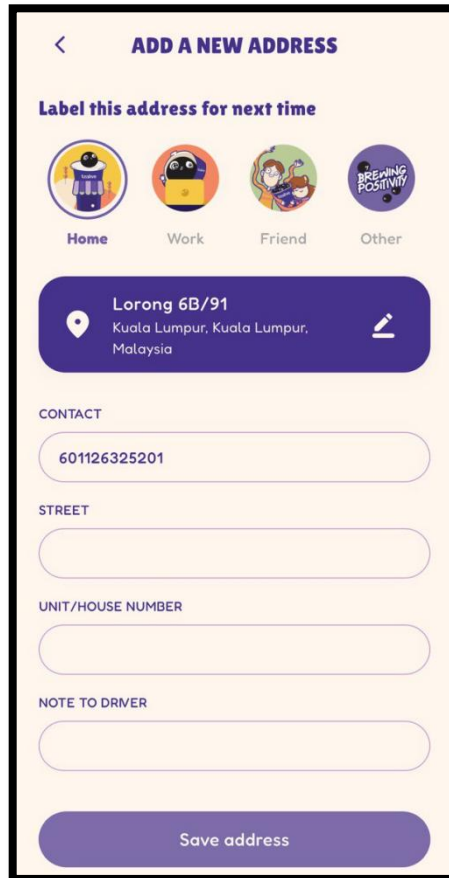 ADD A NEW ADDRESS
Label this address for next time
BREWING
POSITIVITY
Home
Work
Friend
Other
Lorong 6B/91
Kuala Lumpur, Kuala Lumpur,
Malaysia
CONTACT
601126325201
STREET
UNIT/HOUSE NUMBER
NOTE TO DRIVER
Save address